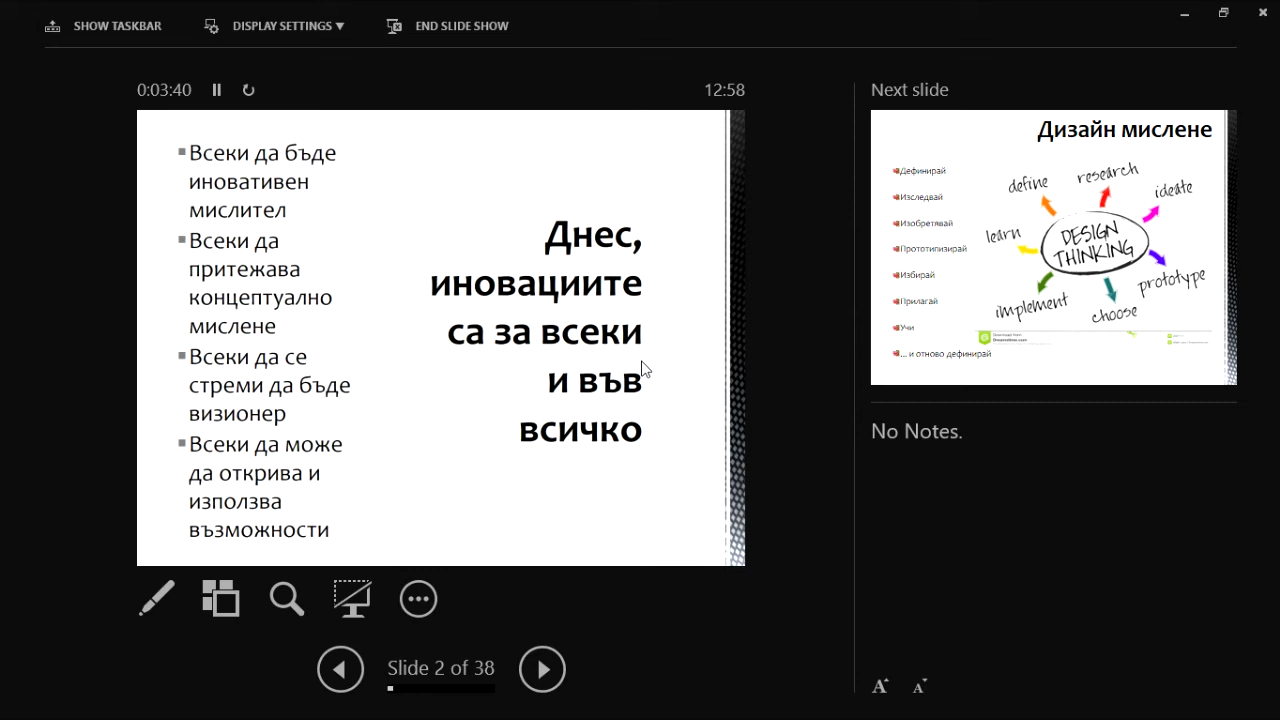 SHOW TASKBAR
DISPLAY SETTINGS
END SLIDE SHOW
0:03:40
12:58
Всеки да бъде
иновативен
мислител
Всеки да
притежава
концептуално
мислене
Всеки да се
стреми да бъде
визионер
Всеки да може
да открива и
използва
възможности
Днес,
иновациите
са за всеки
и във
всичко
Slide 2 of 38
Next slide
Дизайн мислене
Дефинирай
Изследвай
Изобретявай
Прототипизирай
Избирай
Прилагай
Учи
... и отново дефинирай
define
research
ideate
learn
DESIGN
THINKING
prototype
implement
choose
No Notes.
A
A